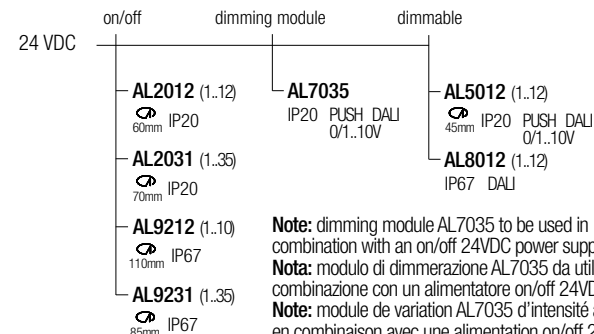 on/off dimming module dimmable
24 VDC
AL2012 (1..12)
60mm IP20
AL2031 (1..35)
70mm IP20
AL9212 (1..10)
110mm IP67
AL9231 (1..35)
85mm IP67
AL7035
IP20 PUSH DALI
0/1..10V
AL5012 (1..12)
45mm IP20 PUSH DALI
0/1..10V
AL8012 (1..12)
IP67 DALI
Note: dimming module AL7035 to be used in
combination with an on/off 24VDC power
Nota: modulo di dimmerazione AL7035 da
combinazione con un alimentatore on/off
Note: module de variation AL7035 d'intensité
en combinaison avec une alimentation on/off